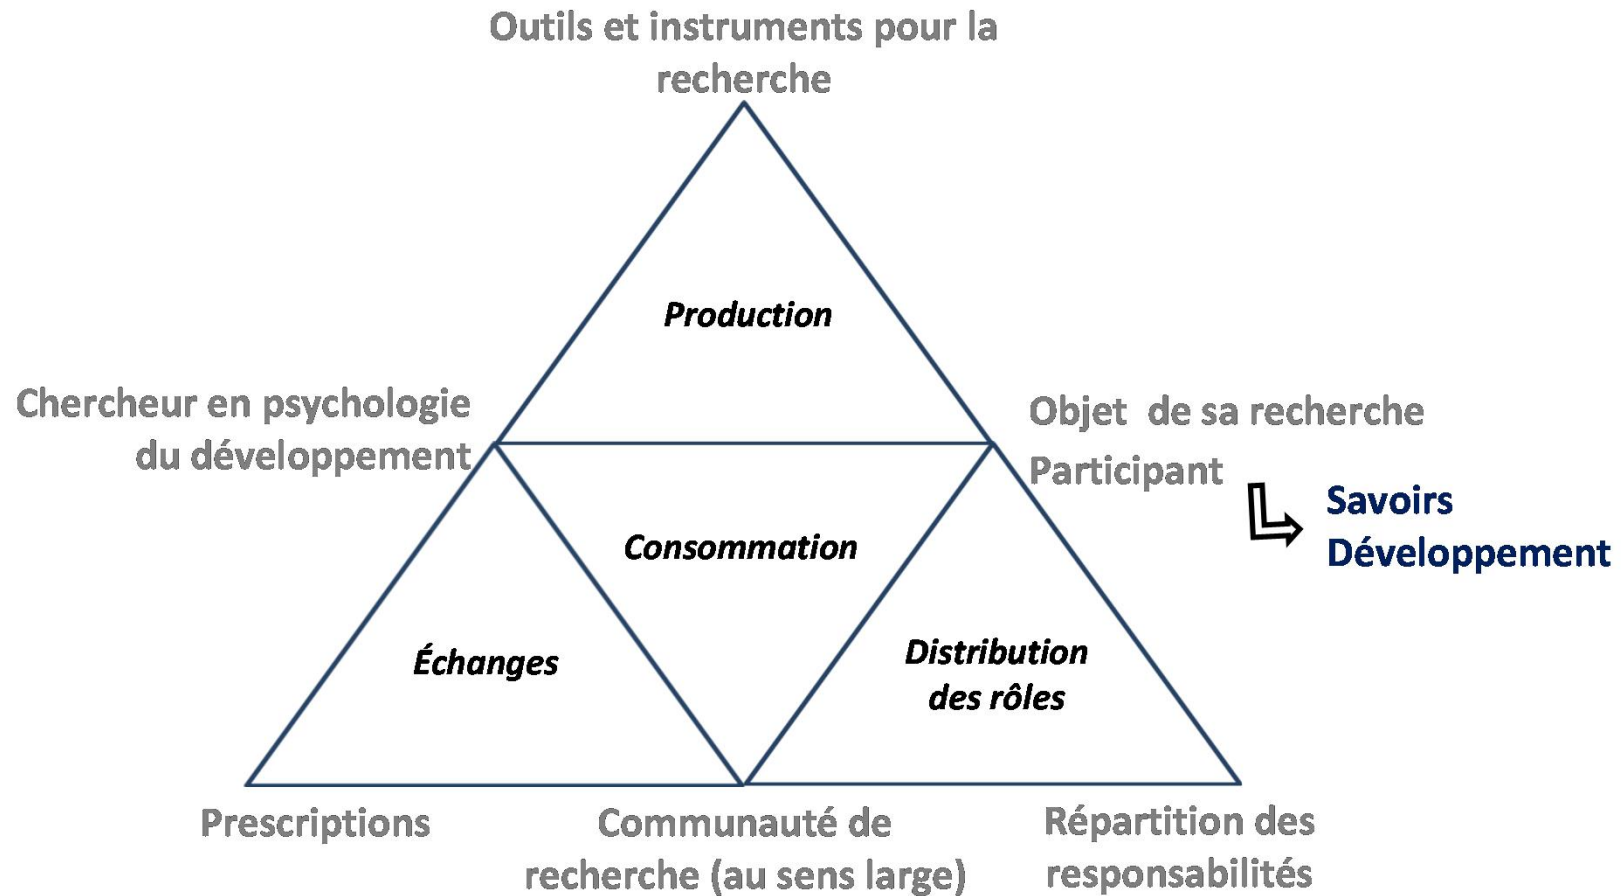 Outils et instruments pour la
recherche
Production
Chercheur en psychologie
du développement
Objet de sa recherche
Participant
Savoirs
Développement
Consommation
Échanges
Distribution
des rôles
Prescriptions
Communauté de
recherche (au sens large)
Répartition des
responsabilités